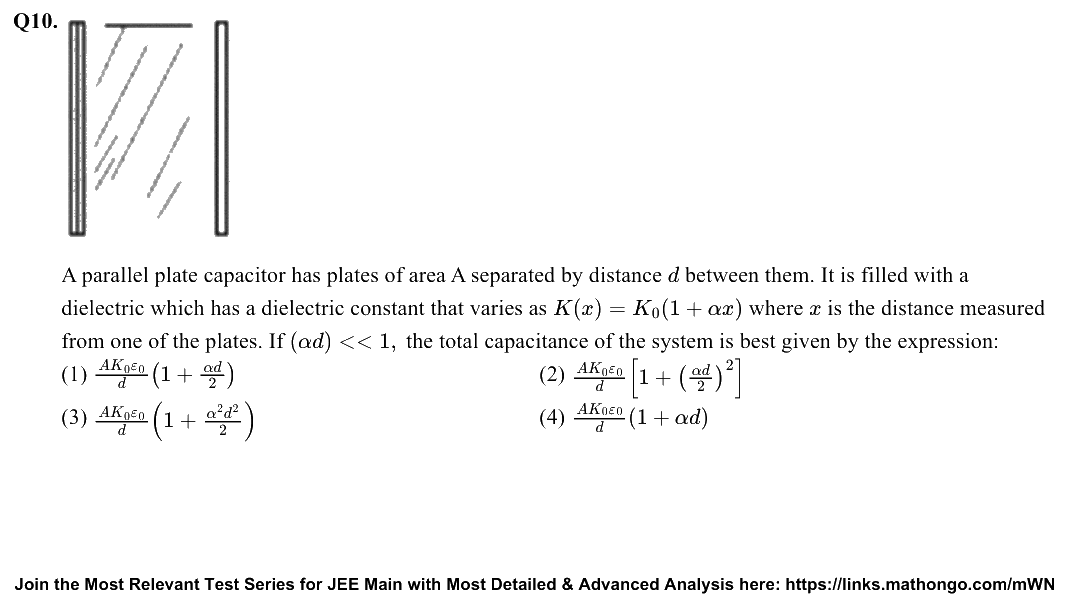 Q10.
A parallel plate capacitor has plates of area A separated by distance d between them. It is filled with a
dielectric which has a dielectric constant that varies as K(x) = K₀(1 + αx) where x is the distance measured
from one of the plates. If (αd) << 1, the total capacitance of the system is best given by the expression:
(1) AK₀ε₀/d (1 + αd/2) (2) AK₀ε₀/d [1 + (αd/2)²]
(3) AK₀ε₀/d (1 + α²d²/2) (4) AK₀ε₀/d (1 + αd)
Join the Most Relevant Test Series for JEE Main with Most Detailed & Advanced Analysis here: https://links.mathongo.com/mWN